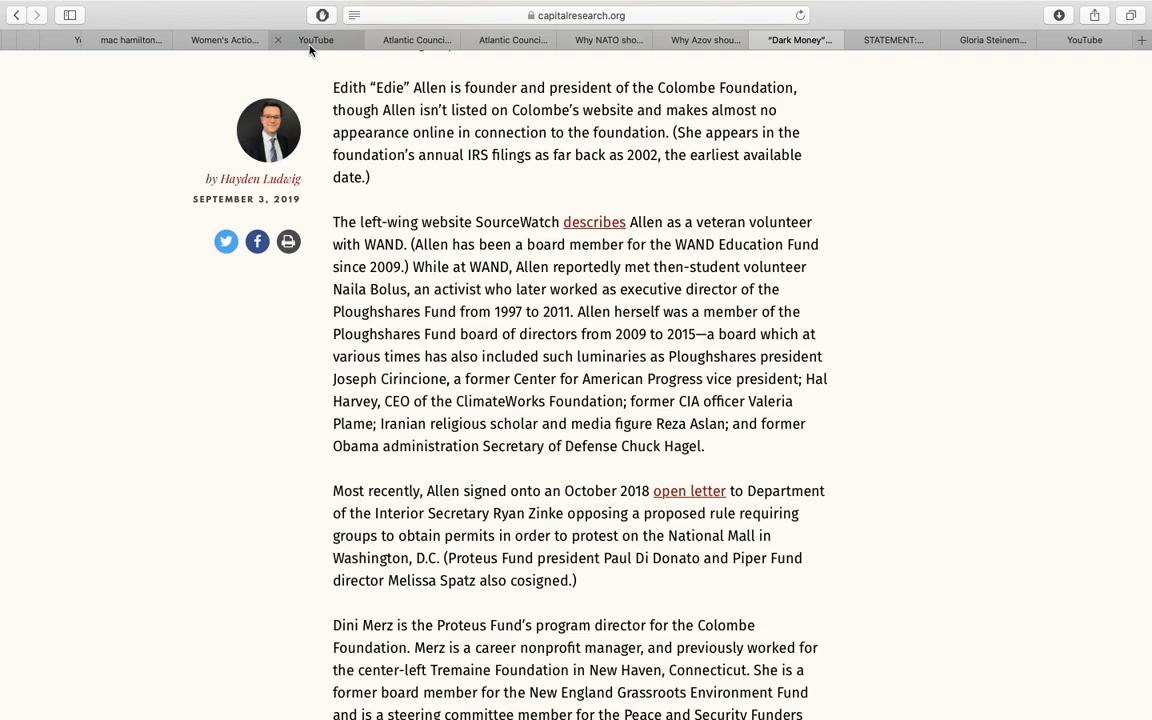 capitalresearch.org
mac hamilton...
Women's Actio...
YouTube
Atlantic Counci...
Atlantic Counci...
Why NATO sho...
Why Azov shou...
"Dark Money"...
STATEMENT:...
Gloria Steinem...
YouTube
Edith “Edie” Allen is founder and president of the Colombe Foundation,
though Allen isn’t listed on Colombe’s website and makes almost no
appearance online in connection to the foundation. (She appears in the
foundation’s annual IRS filings as far back as 2002, the earliest available
date.)
by Hayden Ludwig
SEPTEMBER 3, 2019
The left-wing website SourceWatch describes Allen as a veteran volunteer
with WAND. (Allen has been a board member for the WAND Education Fund
since 2009.) While at WAND, Allen reportedly met then-student volunteer
Naila Bolus, an activist who later worked as executive director of the
Ploughshares Fund from 1997 to 2011. Allen herself was a member of the
Ploughshares Fund board of directors from 2009 to 2015—a board which at
various times has also included such luminaries as Ploughshares president
Joseph Cirincione, a former Center for American Progress vice president; Hal
Harvey, CEO of the ClimateWorks Foundation; former CIA officer Valeria
Plame; Iranian religious scholar and media figure Reza Aslan; and former
Obama administration Secretary of Defense Chuck Hagel.
Most recently, Allen signed onto an October 2018 open letter to Department
of the Interior Secretary Ryan Zinke opposing a proposed rule requiring
groups to obtain permits in order to protest on the National Mall in
Washington, D.C. (Proteus Fund president Paul Di Donato and Piper Fund
director Melissa Spatz also cosigned.)
Dini Merz is the Proteus Fund’s program director for the Colombe
Foundation. Merz is a career nonprofit manager, and previously worked for
the center-left Tremaine Foundation in New Haven, Connecticut. She is a
former board member for the New England Grassroots Environment Fund
and is a steering committee member for the Peace and Security Funders